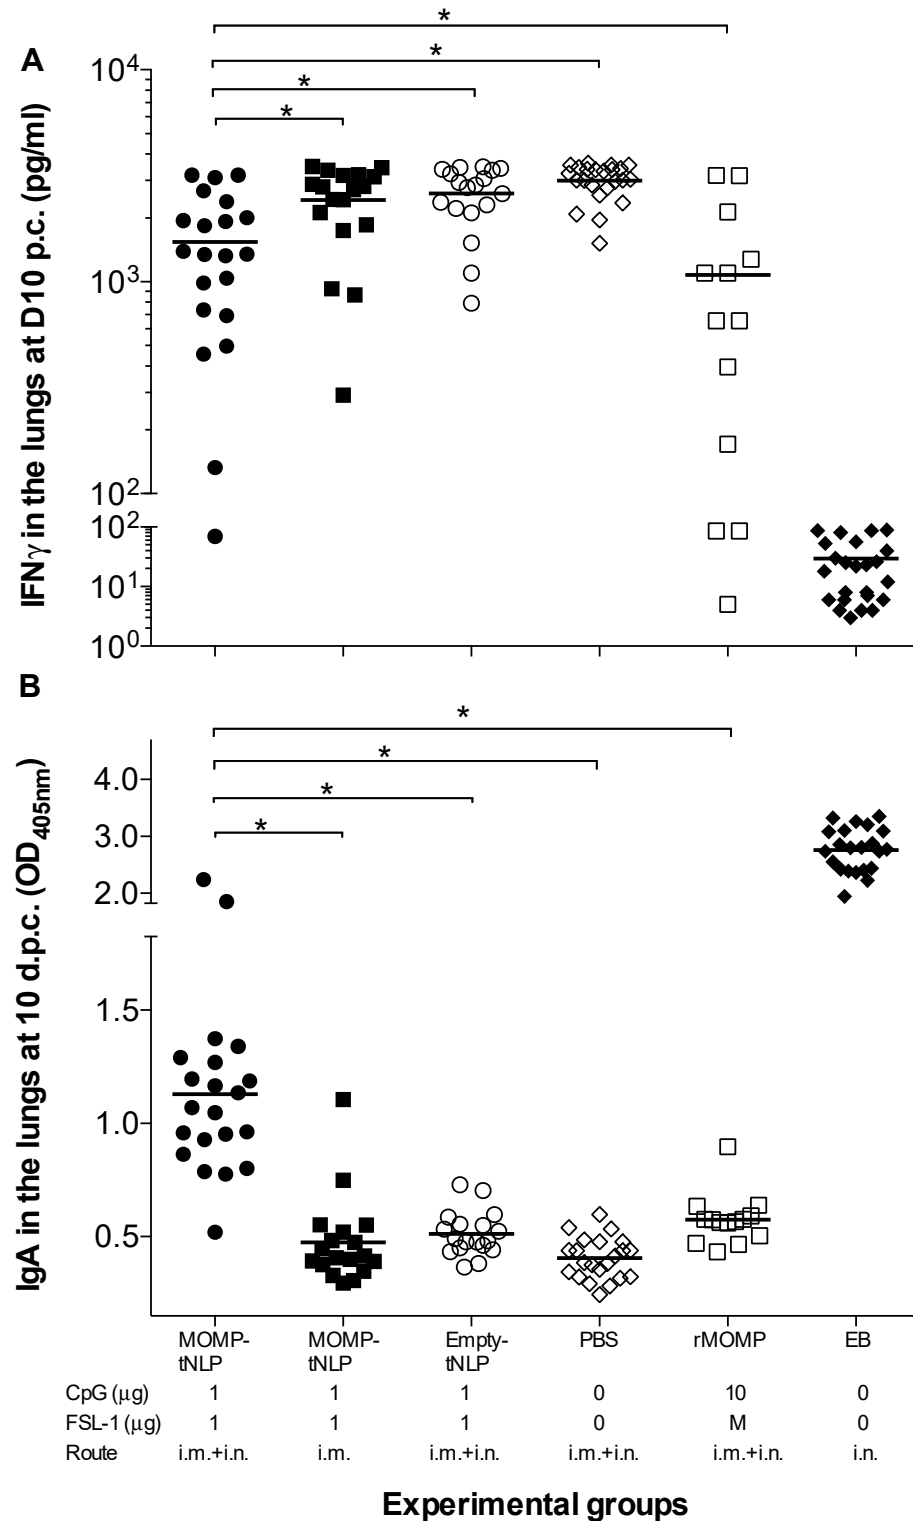 A
*
*
*
*
IFNγ in the lungs at D10 p.c. (pg/ml)
10⁴
10³
10²
10²
10¹
10⁰
B
*
*
*
*
IgA in the lungs at 10 d.p.c. (OD₄₀₅ₙₘ)
4.0
3.0
2.0
1.5
1.0
0.5
MOMP- MOMP- Empty- PBS rMOMP EB
tNLP tNLP tNLP
CpG (μg) 1 1 1 0 10 0
FSL-1 (μg) 1 1 1 0 M 0
Route i.m.+i.n. i.m. i.m.+i.n. i.m.+i.n. i.m.+i.n. i.n.
Experimental groups